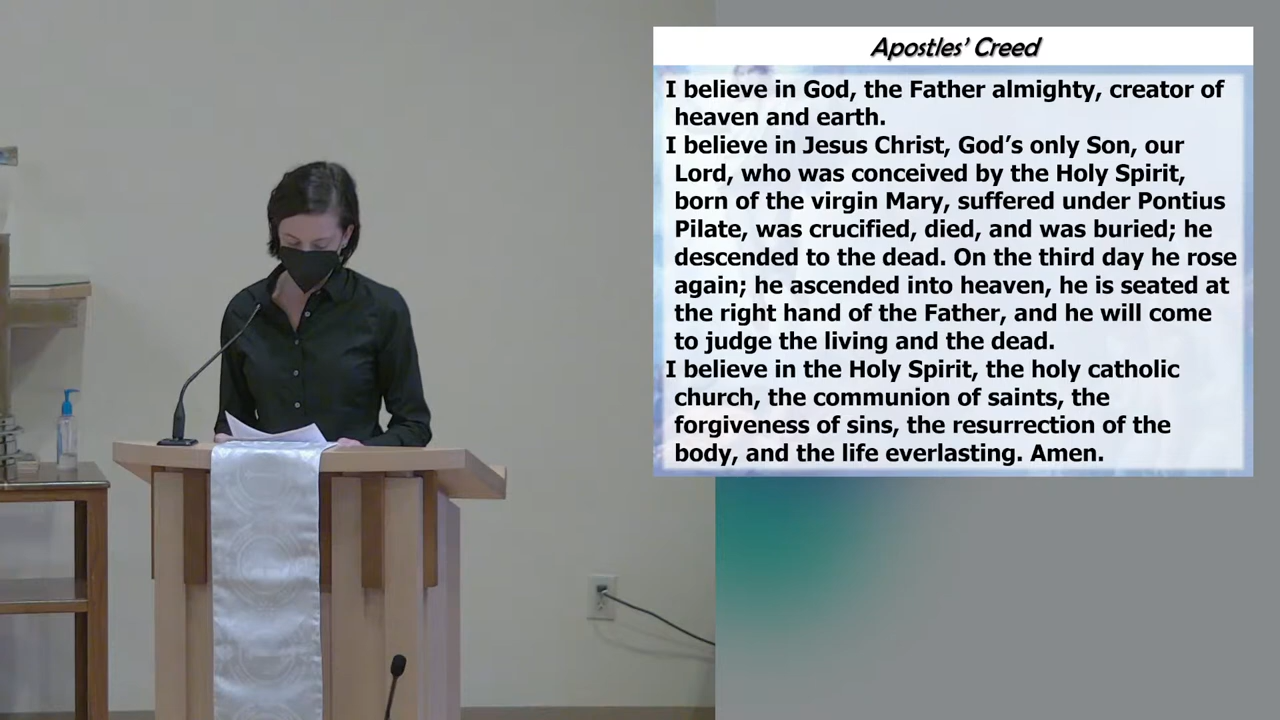 Apostles' Creed
I believe in God, the Father almighty, creator of
heaven and earth.
I believe in Jesus Christ, God's only Son, our
Lord, who was conceived by the Holy Spirit,
born of the virgin Mary, suffered under Pontius
Pilate, was crucified, died, and was buried; he
descended to the dead. On the third day he rose
again; he ascended into heaven, he is seated at
the right hand of the Father, and he will come
to judge the living and the dead.
I believe in the Holy Spirit, the holy catholic
church, the communion of saints, the
forgiveness of sins, the resurrection of the
body, and the life everlasting. Amen.